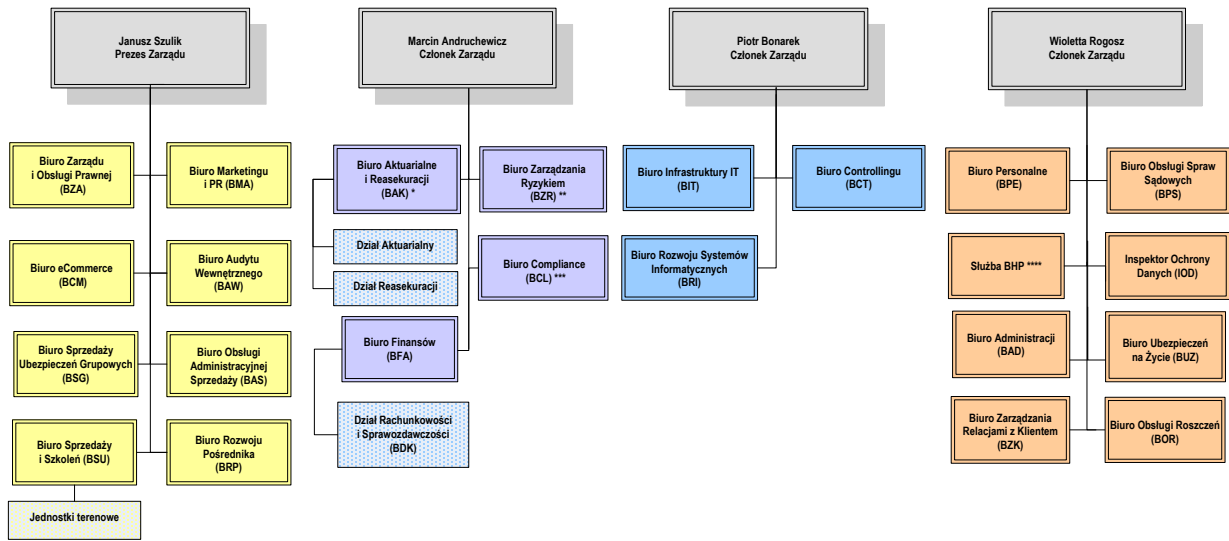 Janusz Szulik
Prezes Zarządu
Marcin Andruchewicz
Członek Zarządu
Piotr Bonarek
Członek Zarządu
Wioletta Rogosz
Członek Zarządu
Biuro Zarządu
i Obsługi Prawnej
(BZA)
Biuro Marketingu
i PR (BMA)
Biuro eCommerce
(BCM)
Biuro Audytu
Wewnętrznego
(BAW)
Biuro Sprzedaży
Ubezpieczeń Grupowych
(BSG)
Biuro Obsługi
Administracyjnej
Sprzedaży (BAS)
Biuro Sprzedaży
i Szkoleń (BSU)
Biuro Rozwoju
Pośrednika
(BRP)
Jednostki terenowe
Biuro Aktuarialne
i Reasekuracji
(BAK) *
Biuro Zarządzania
Ryzykiem
(BZR) **
Dział Aktuarialny
Dział Reasekuracji
Biuro Compliance
(BCL) ***
Biuro Finansów
(BFA)
Dział Rachunkowości
i Sprawozdawczości
(BDK)
Biuro Infrastruktury IT
(BIT)
Biuro Controllingu
(BCT)
Biuro Rozwoju Systemów
Informatycznych
(BRI)
Biuro Personalne
(BPE)
Biuro Obsługi Spraw
Sądowych
(BPS)
Służba BHP ****
Inspektor Ochrony
Danych (IOD)
Biuro Administracji
(BAD)
Biuro Ubezpieczeń
na Życie (BUZ)
Biuro Zarządzania
Relacjami z Klientem
(BZK)
Biuro Obsługi Roszczeń
(BOR)